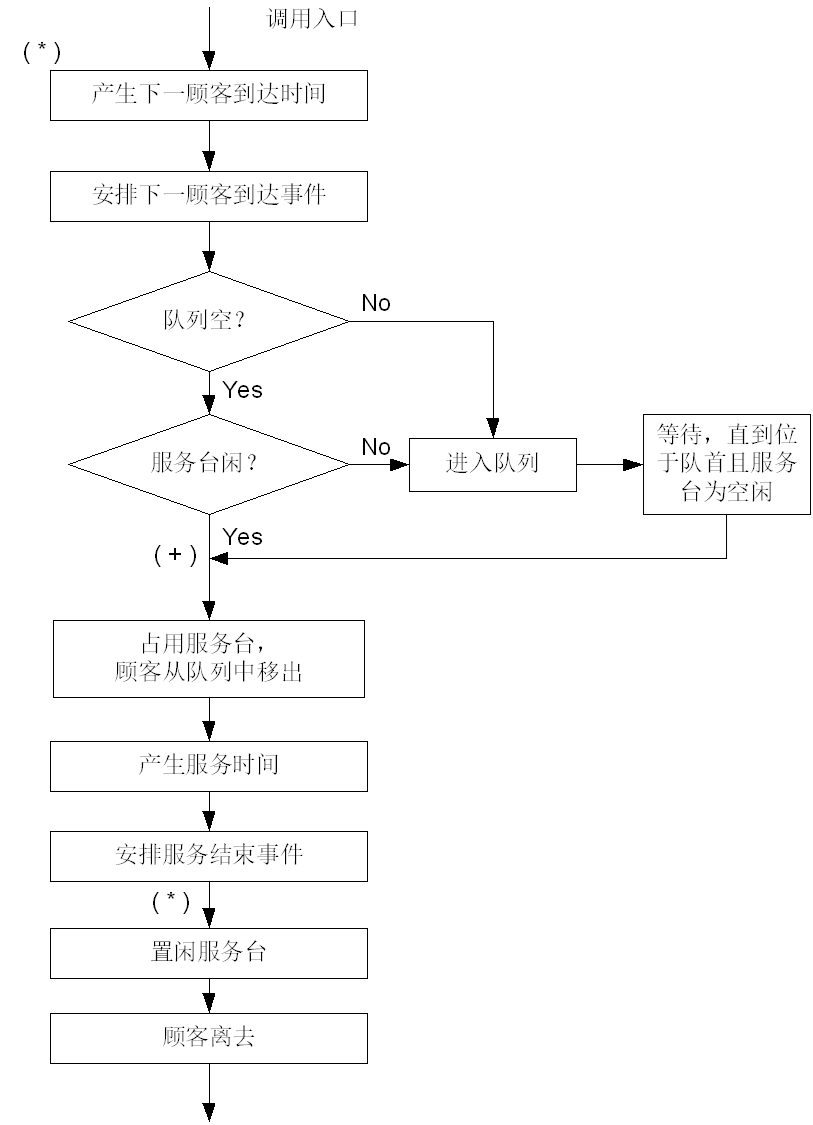 调用入口
( * )
产生下一顾客到达时间
安排下一顾客到达事件
队列空？
No
Yes
服务台闲？
No
进入队列
等待，直到位
于队首且服务
台为空闲
Yes
( + )
占用服务台，
顾客从队列中移出
产生服务时间
安排服务结束事件
( * )
置闲服务台
顾客离去